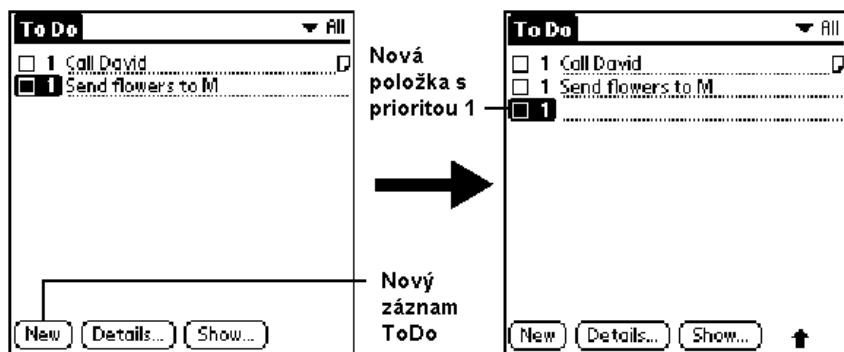 To Do
All
1 Call David
1 Send flowers to M
New Details... Show...
Nová
položka s
prioritou 1
Nový
záznam
ToDo
To Do
All
1 Call David
1 Send flowers to M
1
New Details... Show...